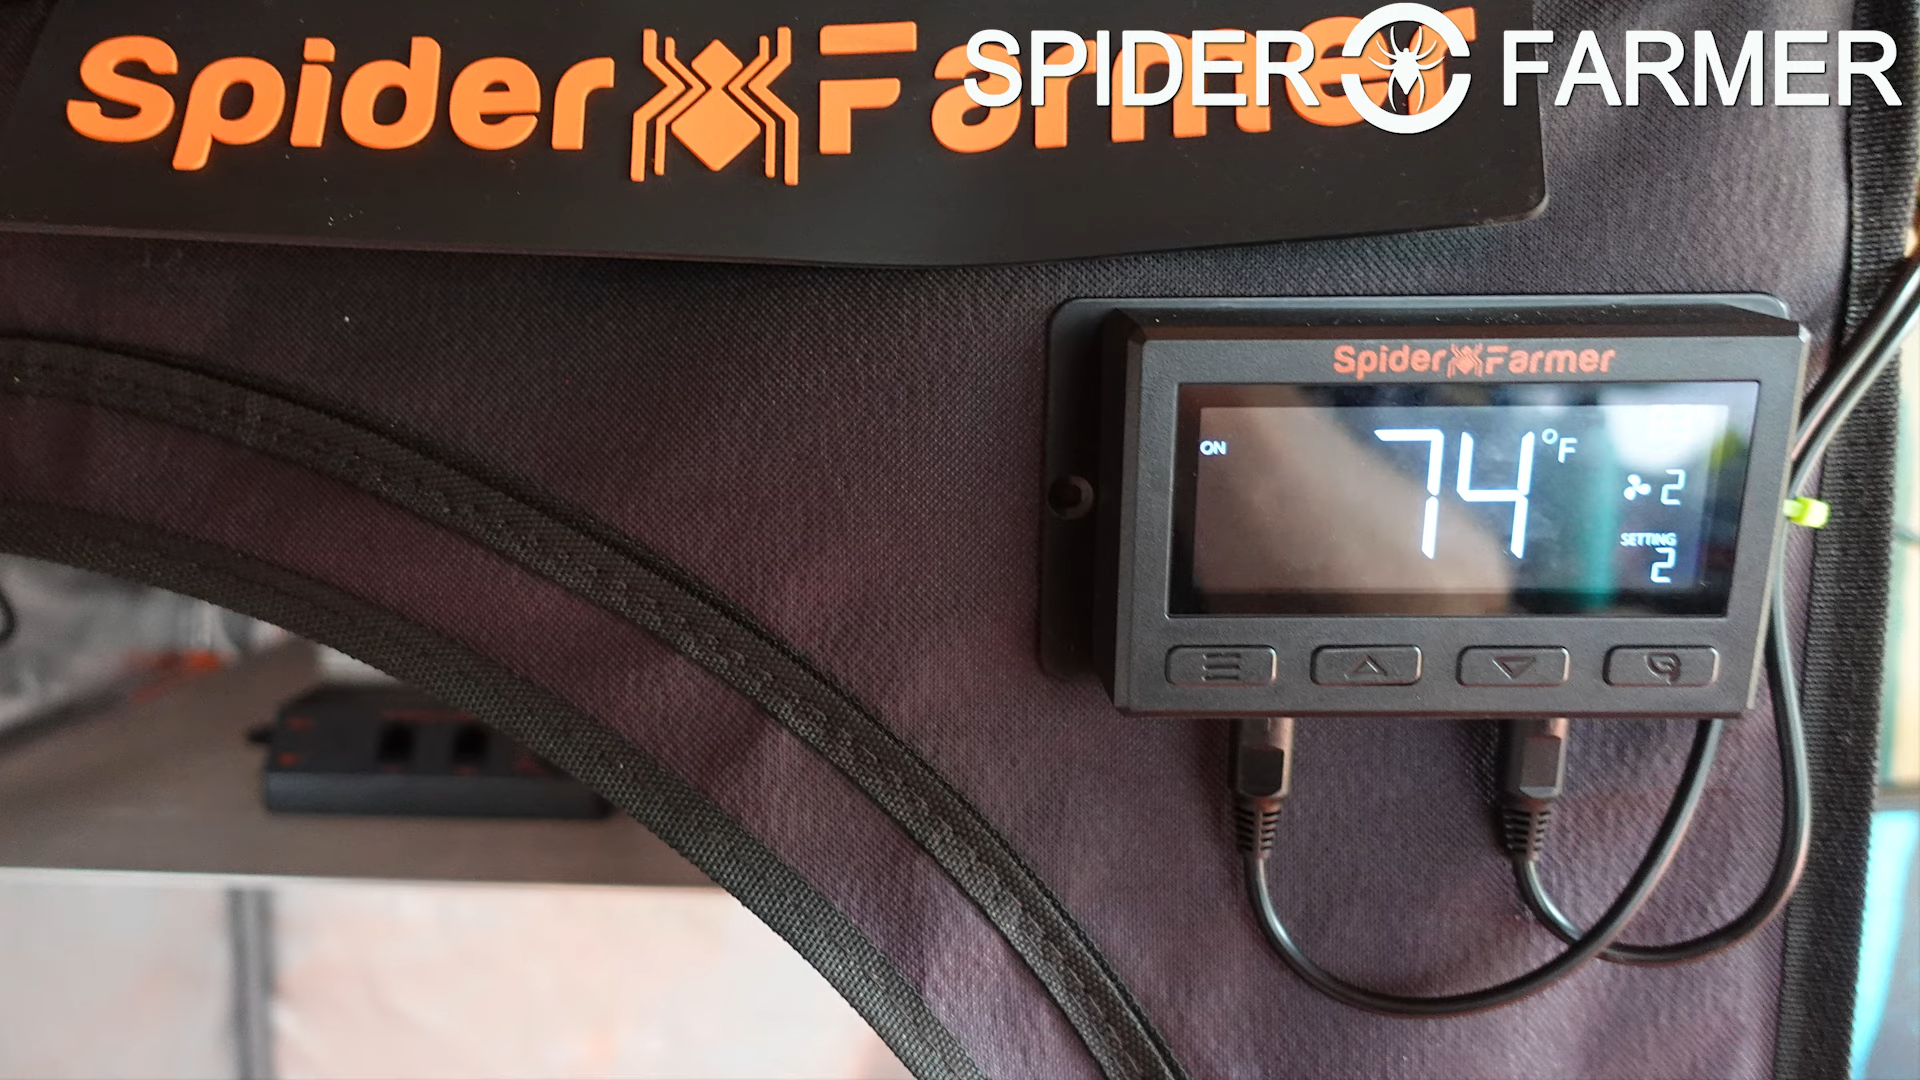 Spider Farmer
SPIDER FARMER
Spider Farmer
ON
74 °F
2
SETTING
2